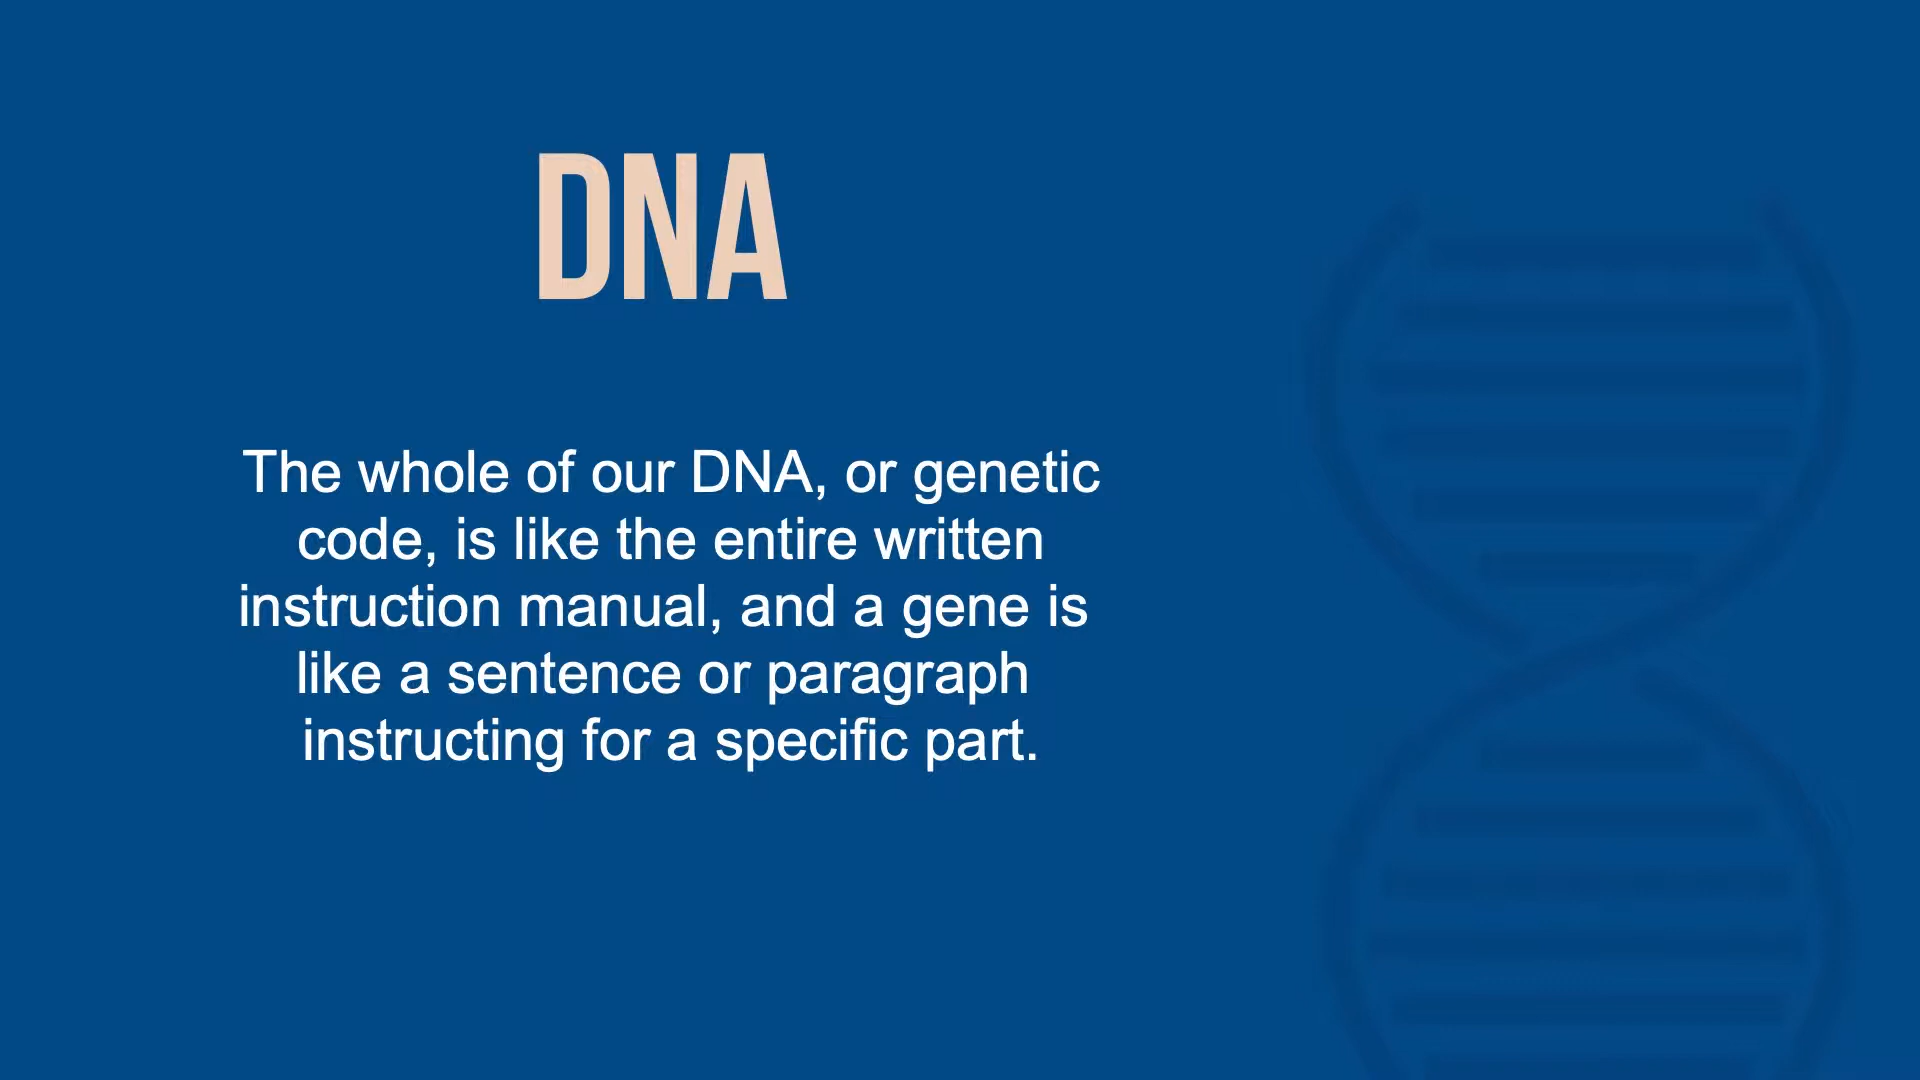 DNA
The whole of our DNA, or genetic
code, is like the entire written
instruction manual, and a gene is
like a sentence or paragraph
instructing for a specific part.